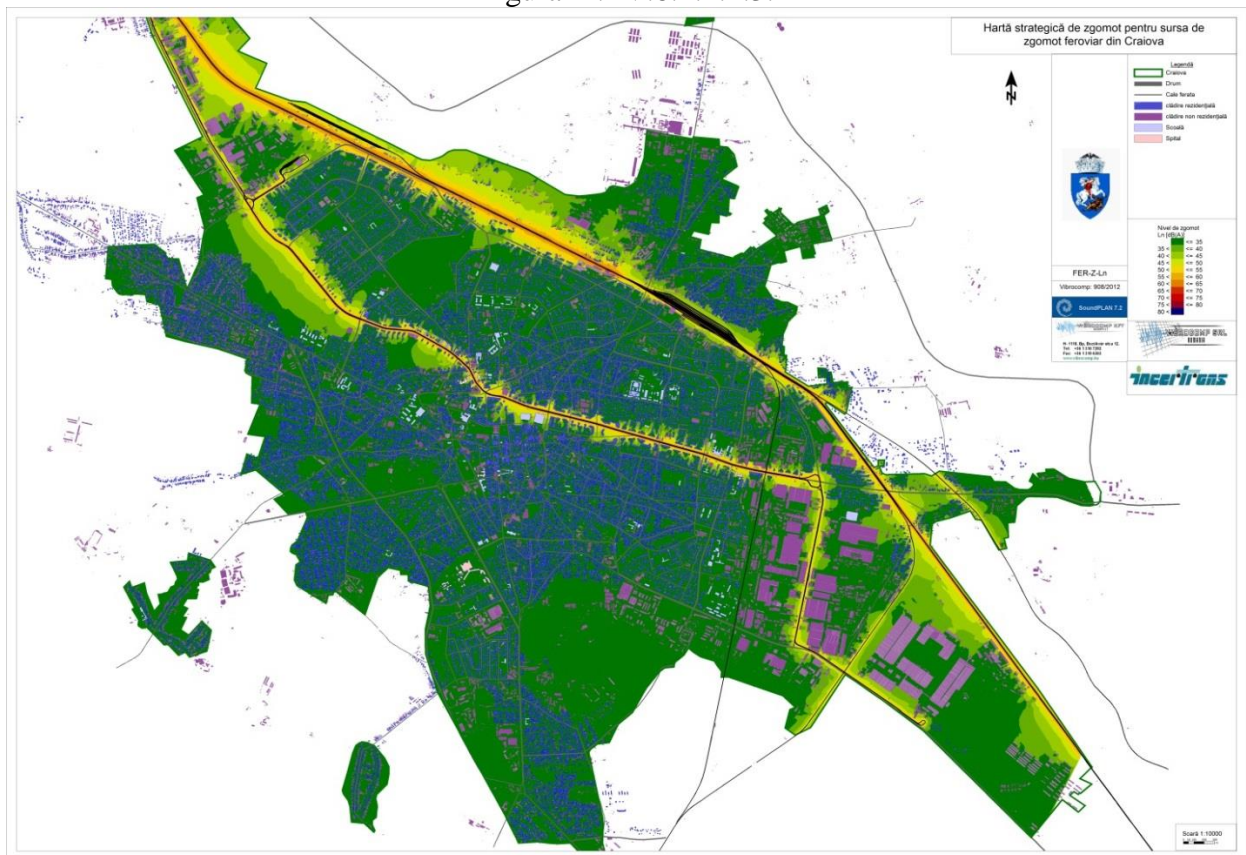 Hartă strategică de zgomot pentru sursa de
zgomot feroviar din Craiova
N
Legendă
Craiova
Drum
Cale ferata
clădire rezidențială
clădire non rezidențială
Scoală
Spital
Nivel de zgomot
Ln [dB(A)]
<= 35
35 < <= 40
40 < <= 45
45 < <= 50
50 < <= 55
55 < <= 60
60 < <= 65
65 < <= 70
70 < <= 75
75 < <= 80
80 <
FER-Z-Ln
Vibrocomp: 908/2012
SoundPLAN 7.2
incertrans
Scară 1:10000